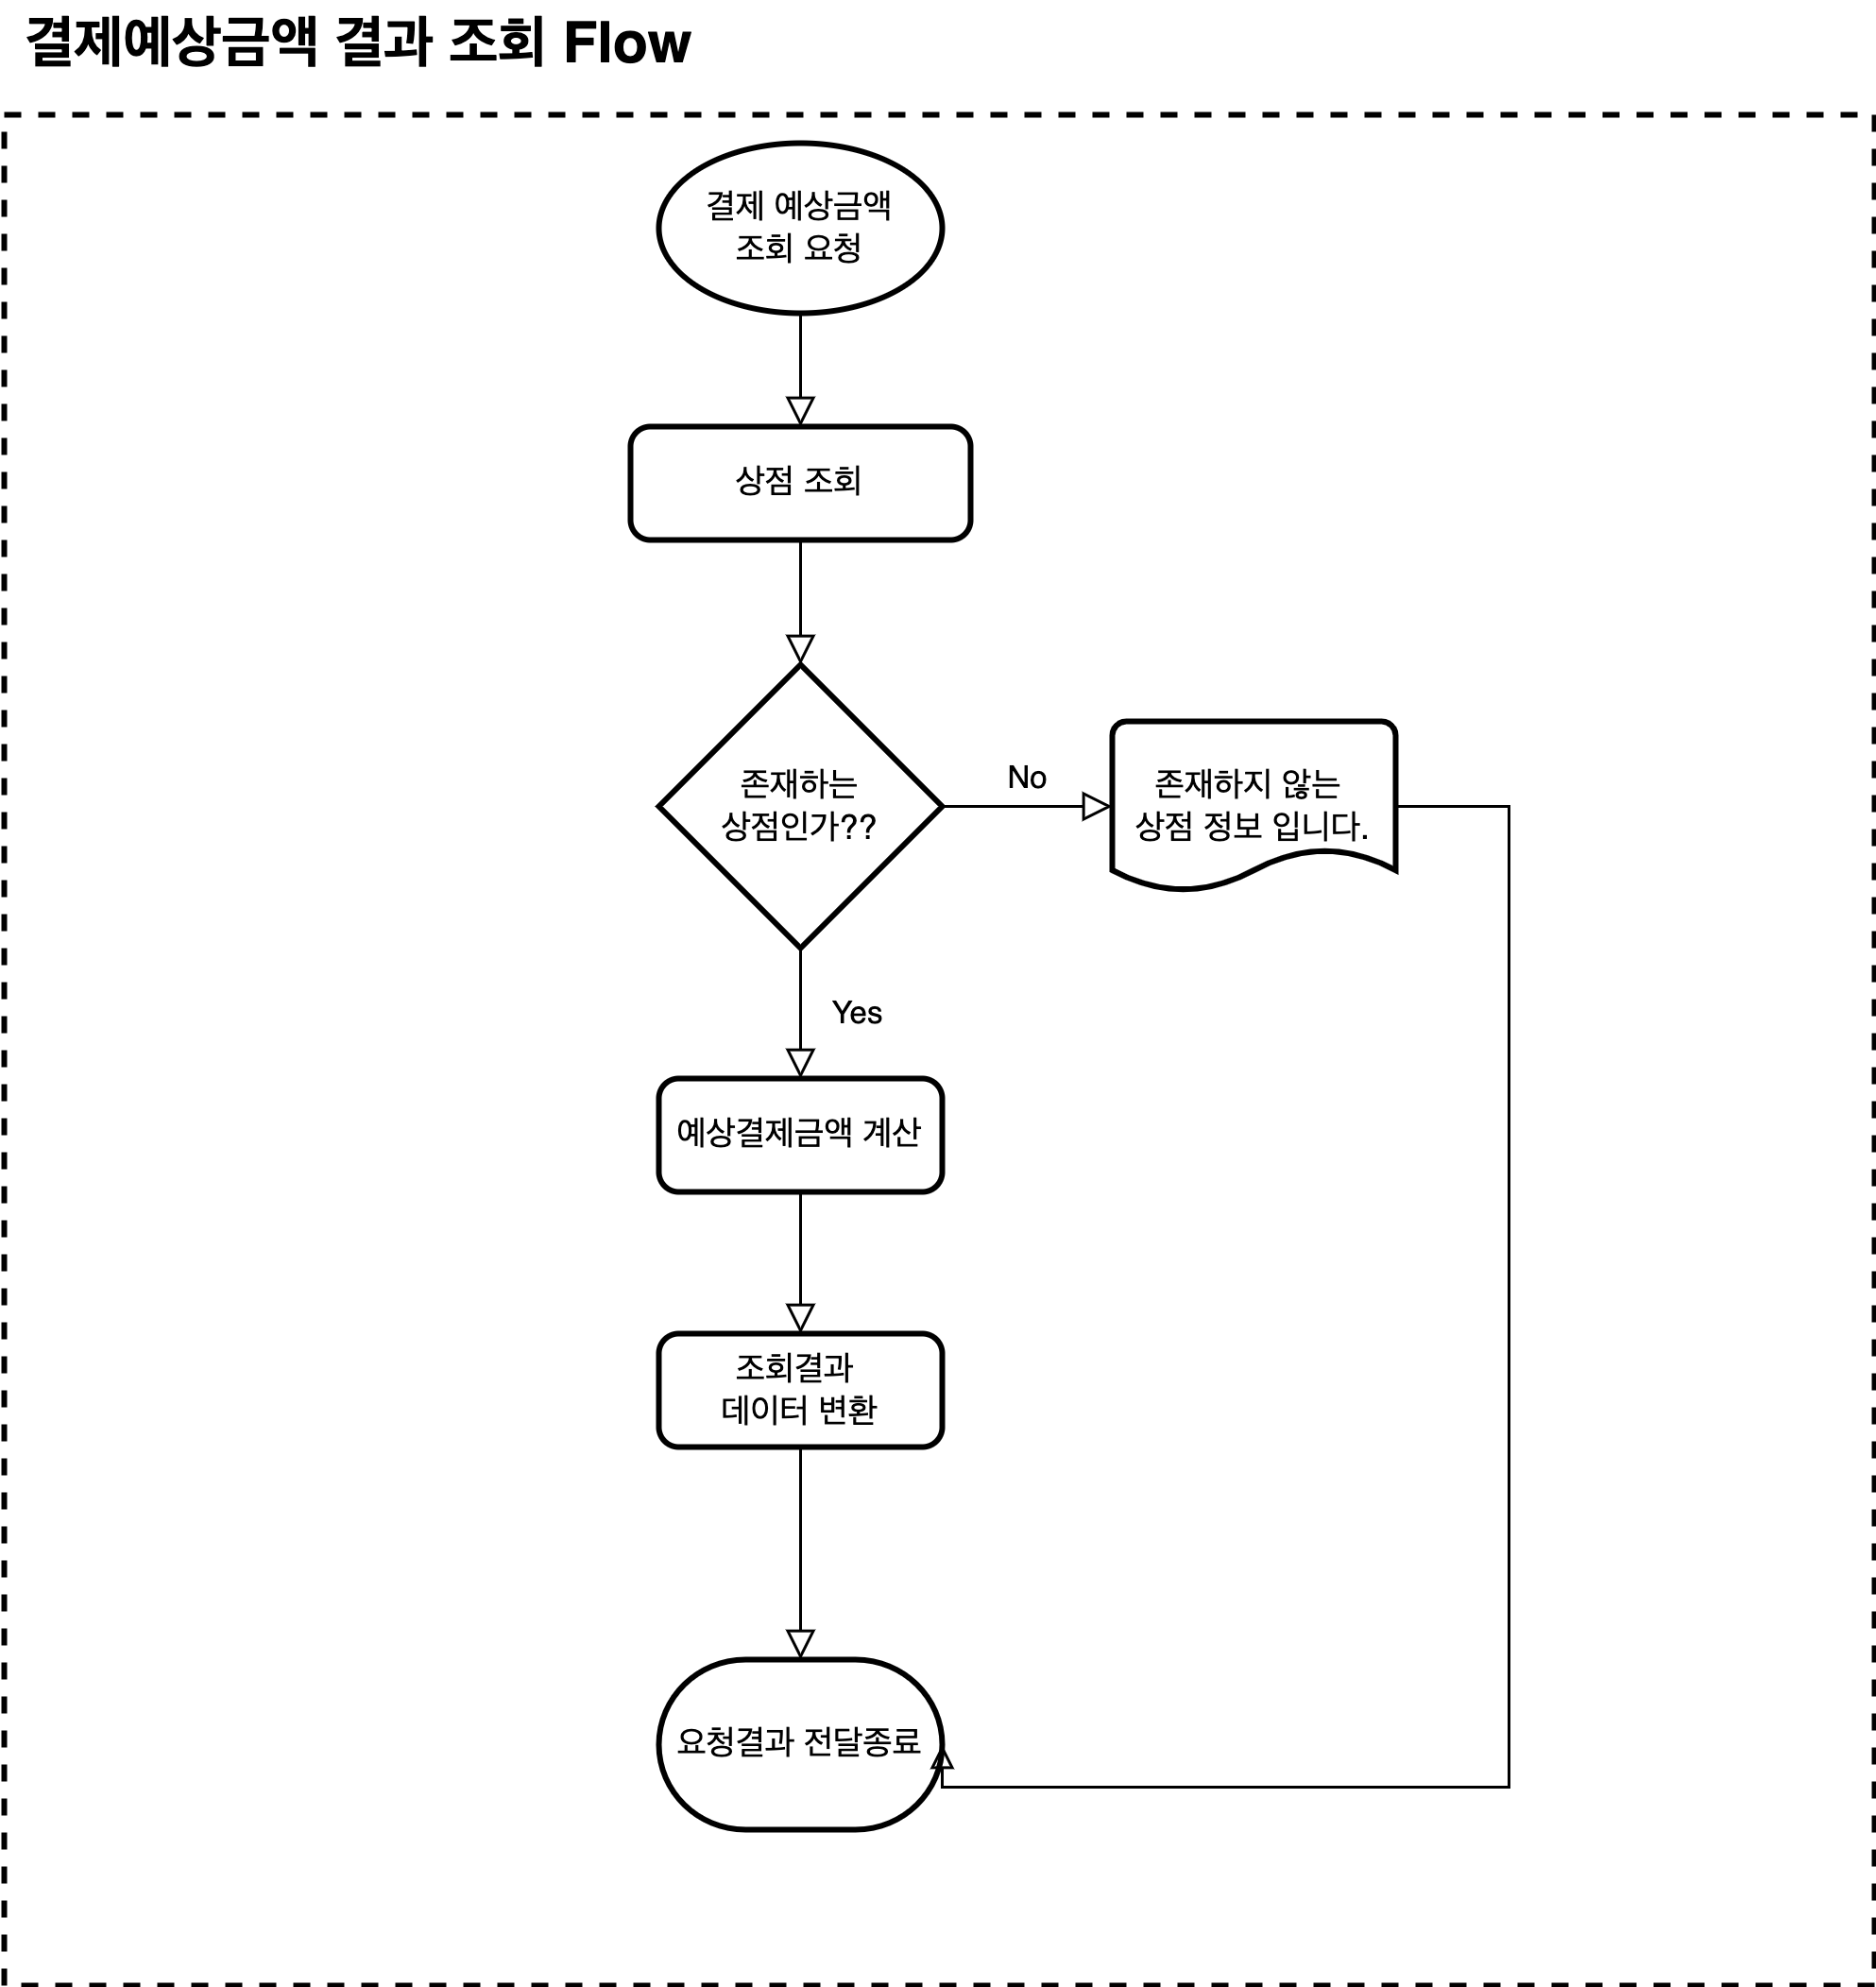 결제예상금액 결과 조회 Flow
결제 예상금액
조회 요청
상점 조회
존재하는
상점인가??
No
존재하지 않는
상점 정보 입니다.
Yes
예상결제금액 계산
조회결과
데이터 변환
요청결과 전달종료